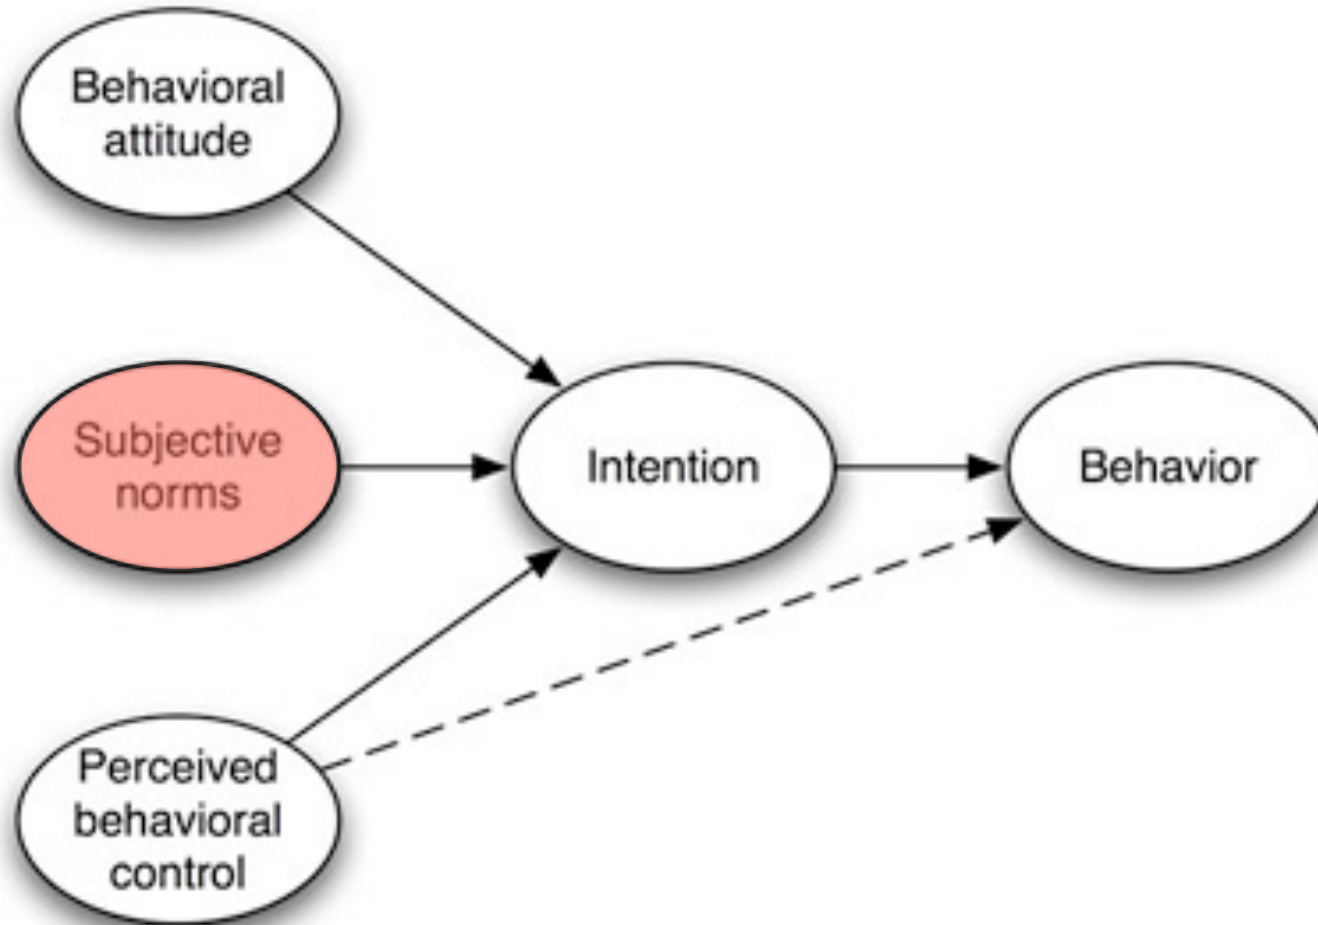 Behavioral
attitude
Subjective
norms
Intention
Behavior
Perceived
behavioral
control